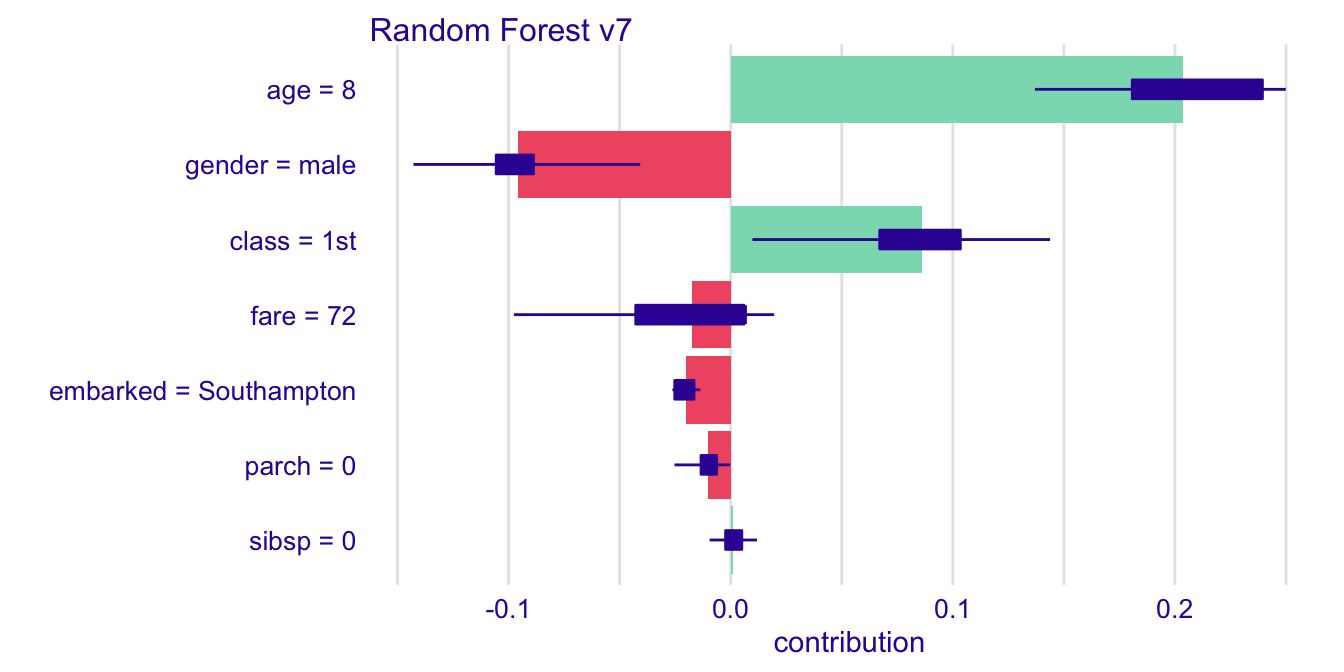 Random Forest v7
age = 8
gender = male
class = 1st
fare = 72
embarked = Southampton
parch = 0
sibsp = 0
-0.1 0.0 0.1 0.2
contribution